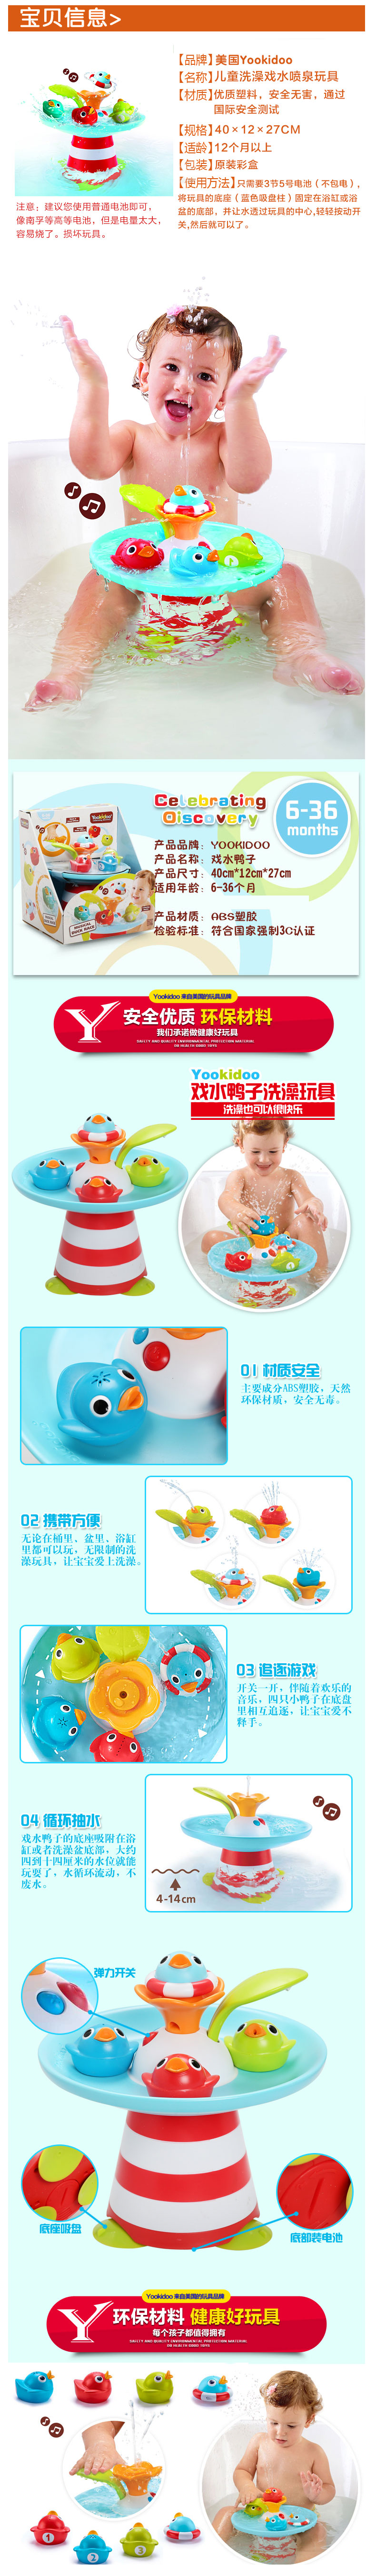 宝贝信息>
【品牌】美国Yookidoo
【名称】儿童洗澡戏水喷泉玩具
【材质】优质塑料，安全无害，通过
国际安全测试
【规格】40×12×27CM
【适龄】12个月以上
【包装】原装彩盒
【使用方法】只需要3节5号电池（不包电），
将玩具的底座（蓝色吸盘柱）固定在浴缸或浴
盆的底部，并让水透过玩具的中心,轻轻按动开
关,然后就可以了。
注意：建议您使用普通电池即可，
像南孚等高等电池，但是电量太大，
容易烧了。损坏玩具。
Celebrating
Discovery
6-36
months
Yookidoo
MUSICAL
DUCK RACE
产品品牌：YOOKIDOO
产品名称：戏水鸭子
产品尺寸：40cm*12cm*27cm
适用年龄：6-36个月
产品材质：ABS塑胶
检验标准：符合国家强制3C认证
Yookidoo 来自美国的玩具品牌
Y 安全优质 环保材料
我们承诺做健康好玩具
SAFETY AND QUALITY ENVIRONMENTAL PROTECTION MATERIAL
Yookidoo
戏水鸭子洗澡玩具
洗澡也可以很快乐
01 材质安全
主要成分ABS塑胶，天然
环保材质，安全无毒。
02 携带方便
无论在桶里、盆里、浴缸
里都可以玩，无限制的洗
澡玩具，让宝宝爱上洗澡。
03 追逐游戏
开关一开，伴随着欢乐的
音乐，四只小鸭子在底盘
里相互追逐，让宝宝爱不
释手。
04 循环抽水
戏水鸭子的底座吸附在浴
缸或者洗澡盆底部，大约
四到十四厘米的水位就能
玩耍了，水循环流动，不
废水。
4-14cm
弹力开关
底座吸盘
底部装电池
Yookidoo 来自美国的玩具品牌
Y 环保材料 健康好玩具
每个孩子都值得拥有
SAFETY AND QUALITY ENVIRONMENTAL PROTECTION MATERIAL
1
2
3